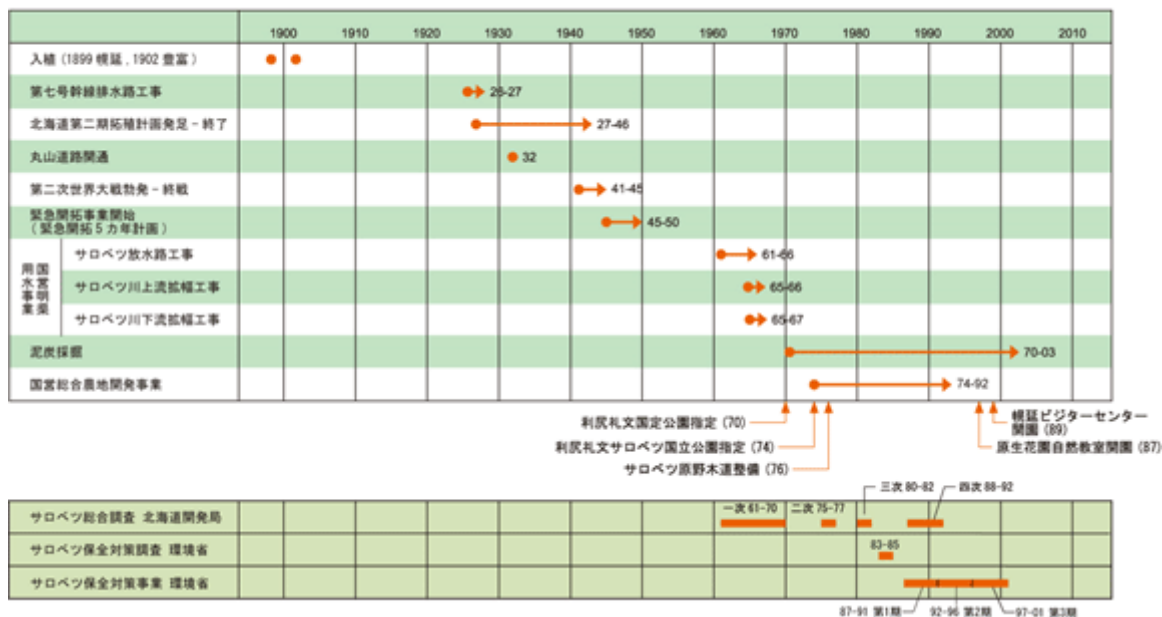 1900 1910 1920 1930 1940 1950 1960 1970 1980 1990 2000 2010
入植 (1899 幌延 , 1902 豊富 )
第七号幹線排水路工事 26-27
北海道第二期拓殖計画発足 − 終了 27-46
丸山道路開通 32
第二次世界大戦勃発 − 終戦 41-45
緊急開拓事業開始
( 緊急開拓 5 カ年計画 ) 45-50
国営明渠
用水事業
サロベツ放水路工事 61-66
サロベツ川上流拡幅工事 65-66
サロベツ川下流拡幅工事 65-67
泥炭採掘 70-03
国営総合農地開発事業 74-92
利尻礼文国定公園指定 (70)
幌延ビジターセンター
開園 (89)
利尻礼文サロベツ国立公園指定 (74)
原生花園自然教室開園 (87)
サロベツ原野木道整備 (76)
三次 80-82 四次 88-92
サロベツ総合調査 北海道開発局 一次 61-70 二次 75-77
サロベツ保全対策調査 環境省 83-85
サロベツ保全対策事業 環境省
87-91 第1期 92-96 第2期 97-01 第3期